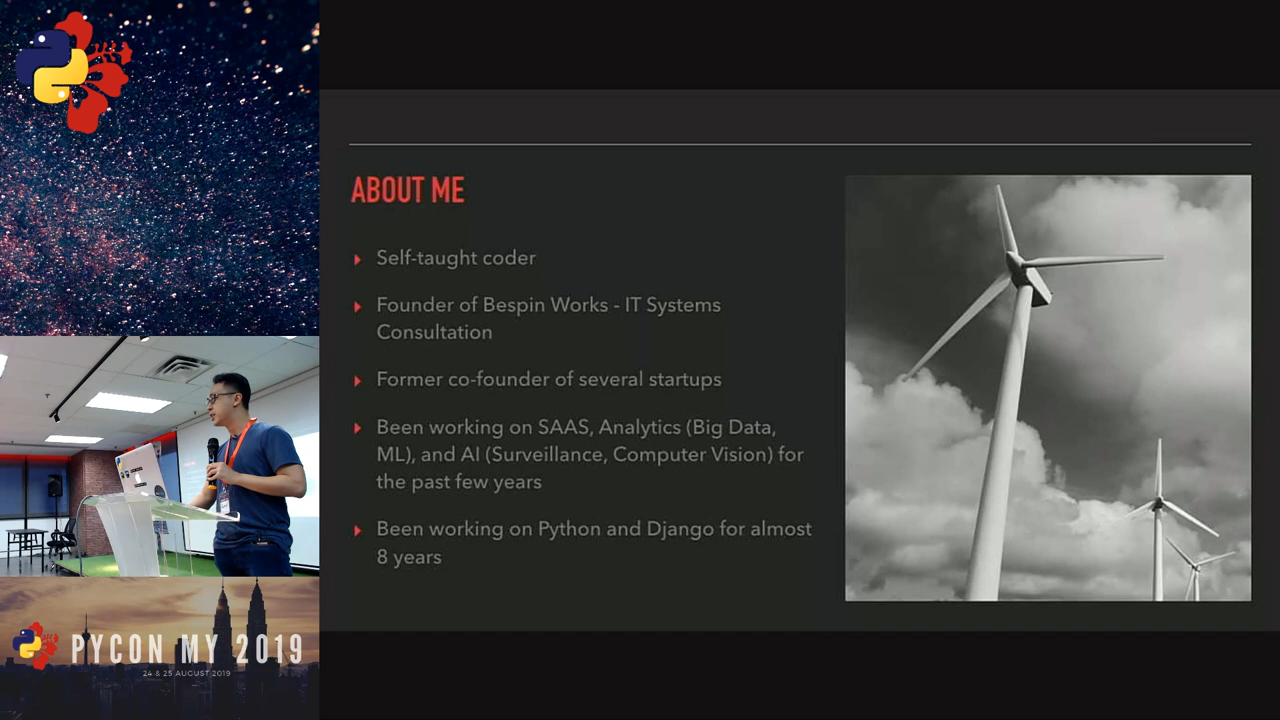 ABOUT ME
Self-taught coder
Founder of Bespin Works - IT Systems
Consultation
Former co-founder of several startups
Been working on SAAS, Analytics (Big Data,
ML), and AI (Surveillance, Computer Vision) for
the past few years
Been working on Python and Django for almost
8 years
PYCON MY 2019
24 & 25 AUGUST 2019